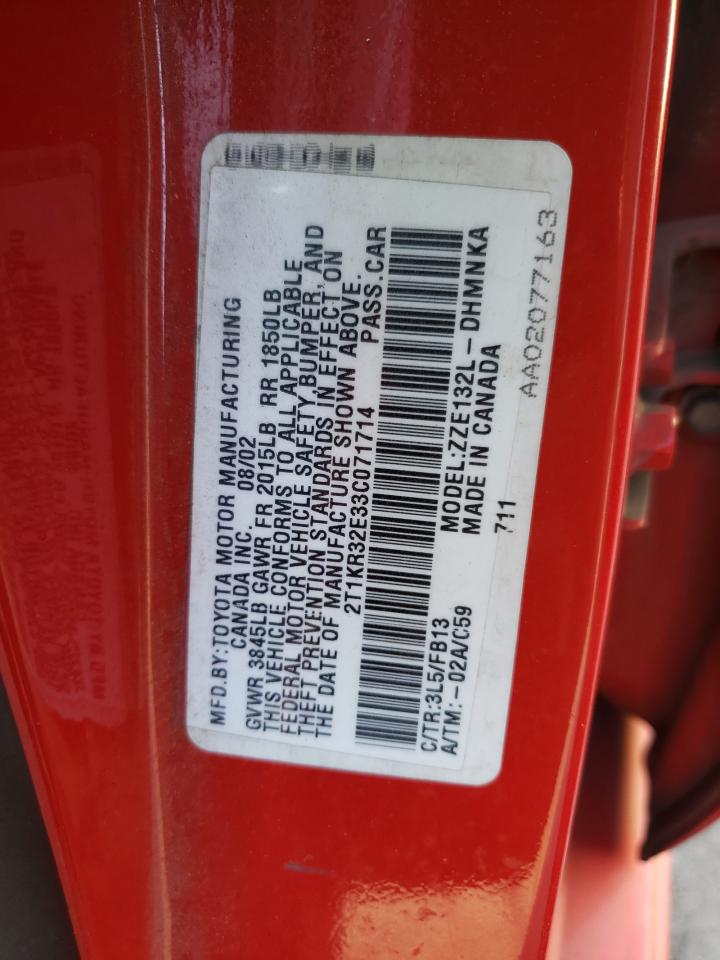 MFD.BY:TOYOTA MOTOR MANUFACTURING
CANADA INC. 08/02
GVWR 3845LB GAWR FR 2015LB RR 1850LB
THIS VEHICLE CONFORMS TO ALL APPLICABLE
FEDERAL MOTOR VEHICLE SAFETY,BUMPER, AND
THEFT PREVENTION STANDARDS IN EFFECT ON
THE DATE OF MANUFACTURE SHOWN ABOVE.
2T1KR32E33C071714 PASS.CAR
C/TR:3L5/FB13 MODEL:ZZE132L-DHMNKA
A/TM:-02A/C59 MADE IN CANADA
711
AA02077163